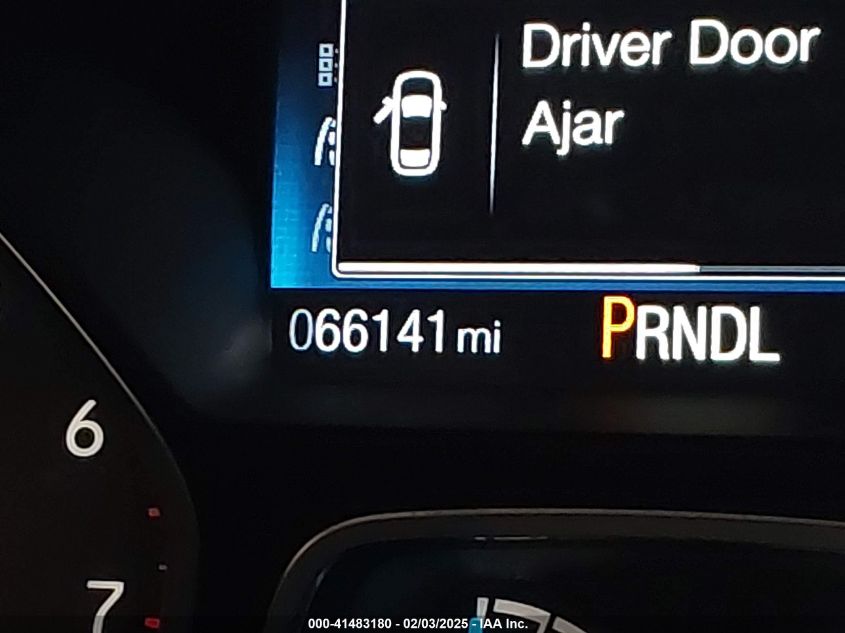 Driver Door
Ajar
066141 mi
PRNDL
6
7
000-41483180 - 02/03/2025 - IAA Inc.